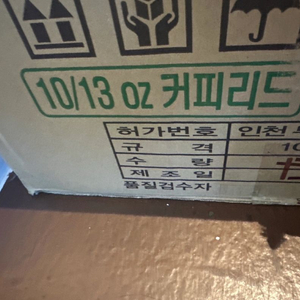 10/13 oz 커피리드
허가번호 인천
규 격 10
수 량
제 조 일
품질검수자